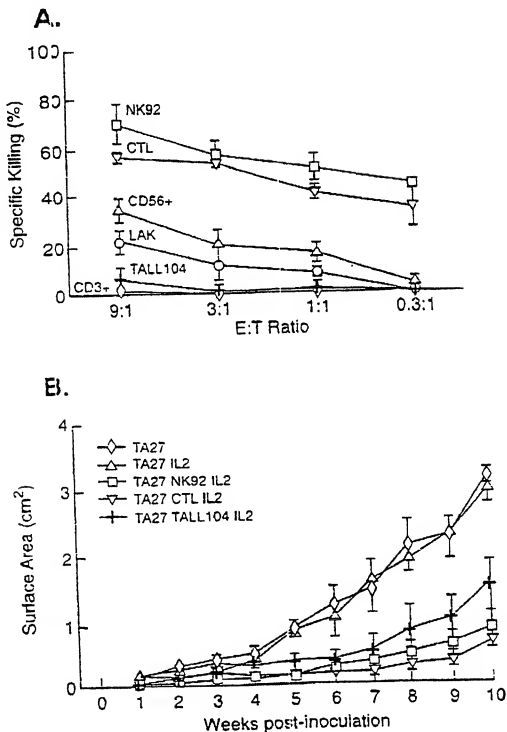 A.
100
80
60
40
20
0
Specific Killing (%)
NK92
CTL
CD56+
LAK
TALL104
CD3+
9:1
3:1
1:1
0.3:1
E:T Ratio
B.
4
3
2
1
0
Surface Area (cm²)
TA27
TA27 IL2
TA27 NK92 IL2
TA27 CTL IL2
TA27 TALL104 IL2
0
1
2
3
4
5
6
7
8
9
10
Weeks post-inoculation